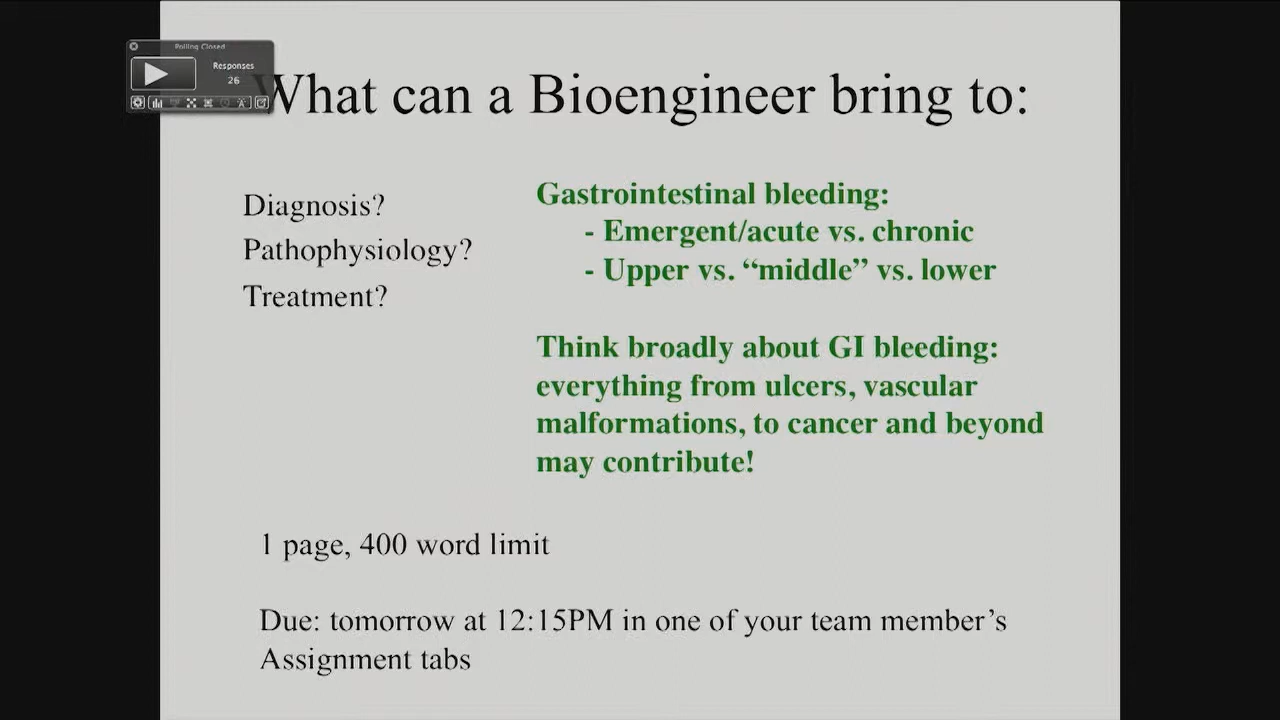 Polling Closed
Responses
26
What can a Bioengineer bring to:
Diagnosis?
Pathophysiology?
Treatment?
Gastrointestinal bleeding:
- Emergent/acute vs. chronic
- Upper vs. “middle” vs. lower
Think broadly about GI bleeding:
everything from ulcers, vascular
malformations, to cancer and beyond
may contribute!
1 page, 400 word limit
Due: tomorrow at 12:15PM in one of your team member’s
Assignment tabs